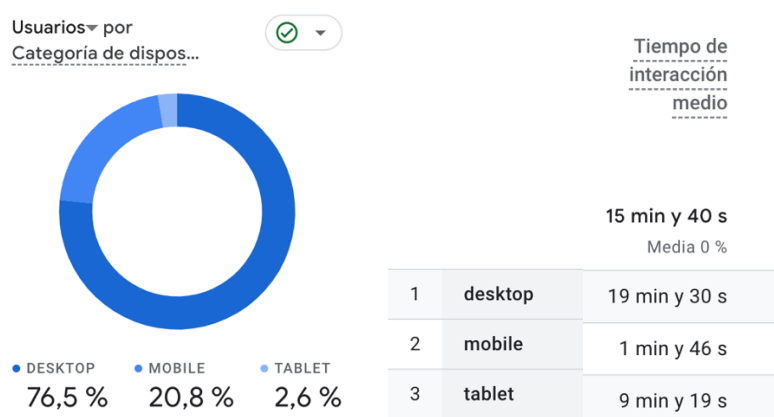 Usuarios por
Categoría de dispos...
DESKTOP
76,5 %
MOBILE
20,8 %
TABLET
2,6 %
Tiempo de
interacción
medio
15 min y 40 s
Media 0 %
1 desktop 19 min y 30 s
2 mobile 1 min y 46 s
3 tablet 9 min y 19 s